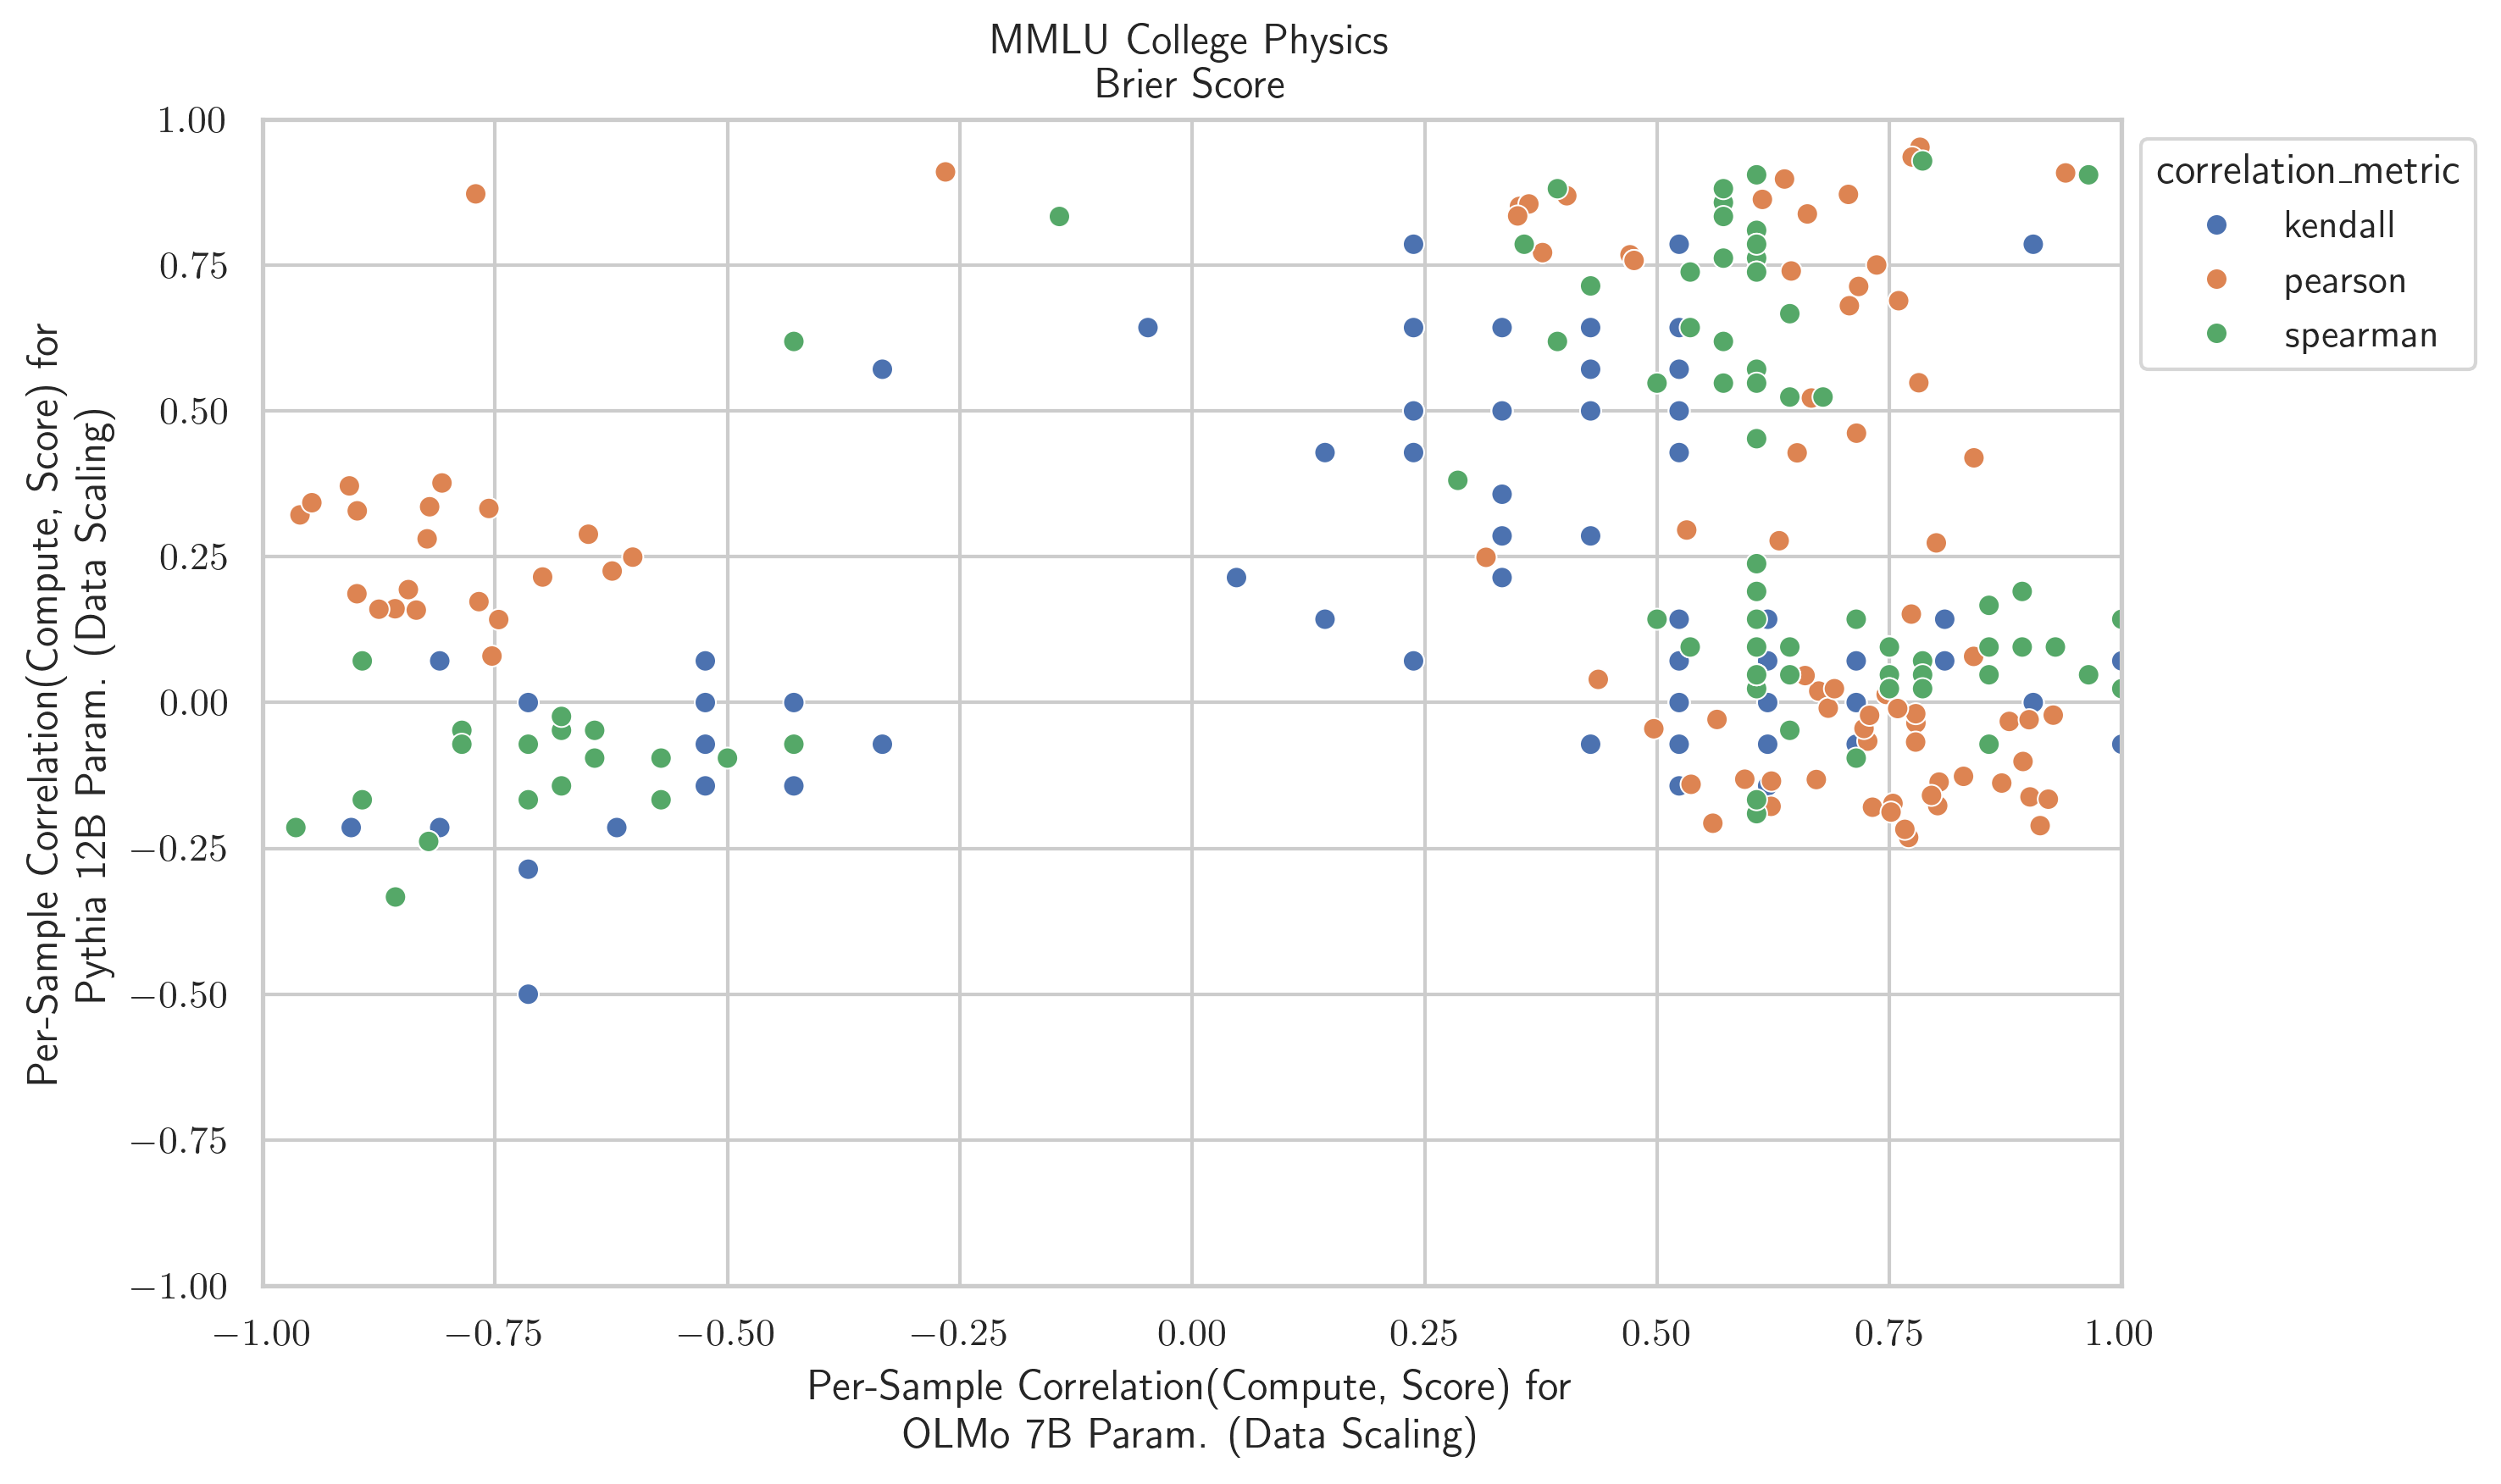 MMLU College Physics
Brier Score
Per-Sample Correlation(Compute, Score) for
Pythia 12B Param. (Data Scaling)
1.00
0.75
0.50
0.25
0.00
−0.25
−0.50
−0.75
−1.00
−1.00
−0.75
−0.50
−0.25
0.00
0.25
0.50
0.75
1.00
Per-Sample Correlation(Compute, Score) for
OLMo 7B Param. (Data Scaling)
correlation_metric
kendall
pearson
spearman